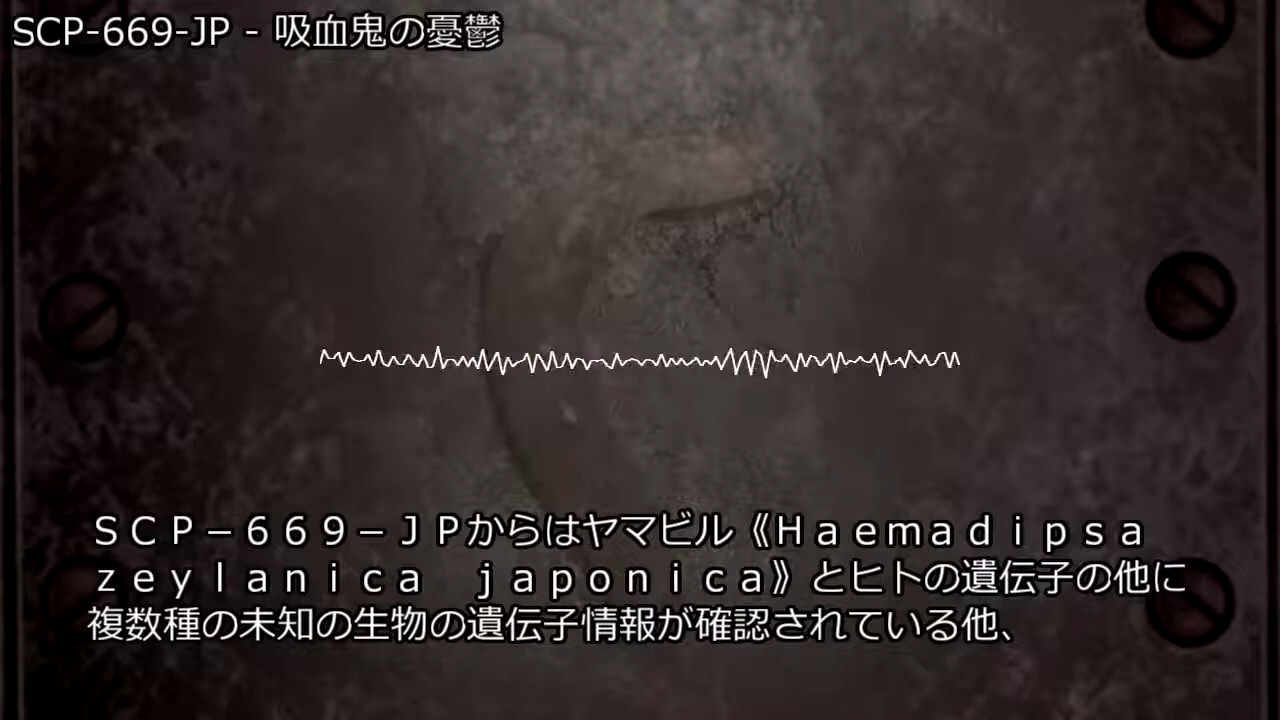 SCP-669-JP - 吸血鬼の憂鬱
ＳＣＰ－６６９－ＪＰからはヤマビル《Ｈａｅｍａｄｉｐｓａ
ｚｅｙｌａｎｉｃａ　ｊａｐｏｎｉｃａ》とヒトの遺伝子の他に
複数種の未知の生物の遺伝子情報が確認されている他、